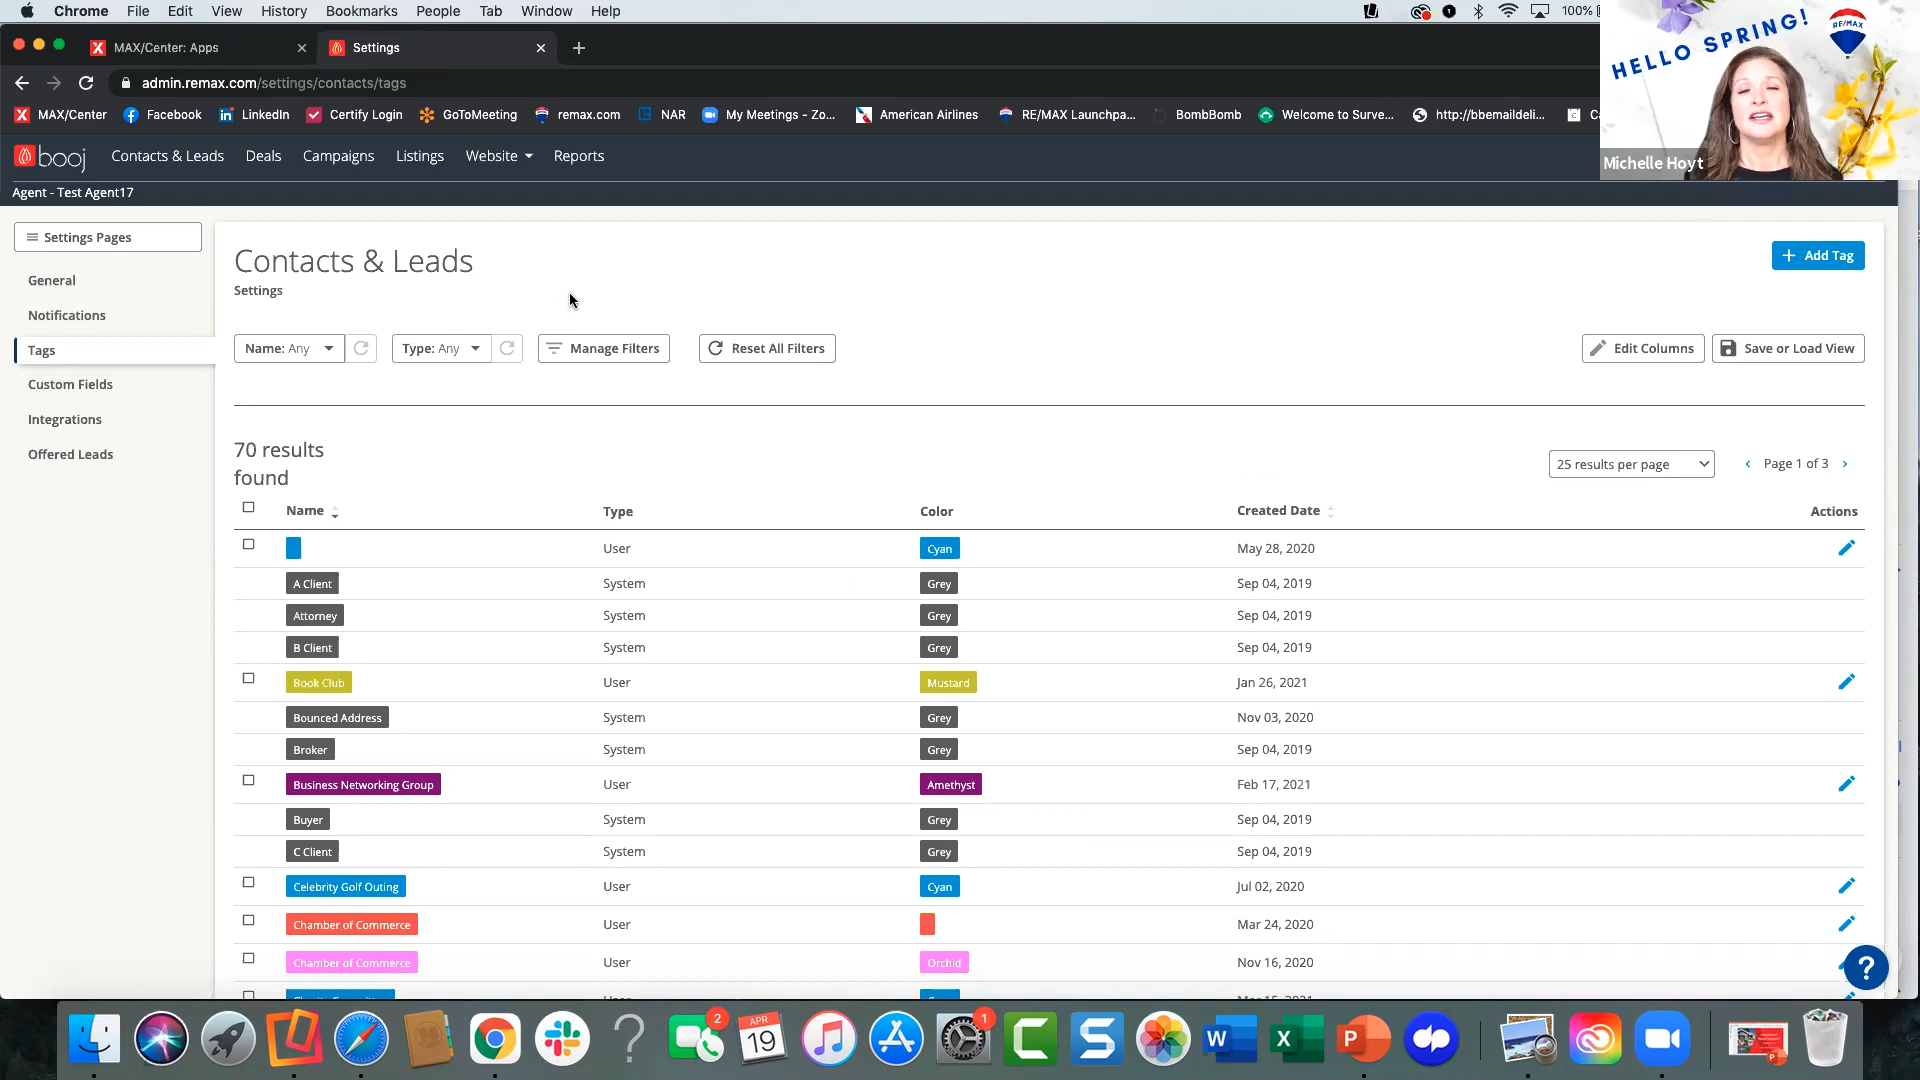 Chrome File Edit View History Bookmarks People Tab Window Help 100%
MAX/Center: Apps
Settings
admin.remax.com/settings/contacts/tags
MAX/Center Facebook LinkedIn Certify Login GoToMeeting remax.com NAR My Meetings - Zo... American Airlines RE/MAX Launchpa... BombBomb Welcome to Surve... http://bbemaildeli...
HELLO SPRING!
RE/MAX
Michelle Hoyt
booj Contacts & Leads Deals Campaigns Listings Website Reports
Agent - Test Agent17
Settings Pages
General
Notifications
Tags
Custom Fields
Integrations
Offered Leads
Contacts & Leads
Settings
+ Add Tag
Name: Any
Type: Any
Manage Filters
Reset All Filters
Edit Columns
Save or Load View
70 results
found
25 results per page
Page 1 of 3
Name Type Color Created Date Actions
User Cyan May 28, 2020
A Client System Grey Sep 04, 2019
Attorney System Grey Sep 04, 2019
B Client System Grey Sep 04, 2019
Book Club User Mustard Jan 26, 2021
Bounced Address System Grey Nov 03, 2020
Broker System Grey Sep 04, 2019
Business Networking Group User Amethyst Feb 17, 2021
Buyer System Grey Sep 04, 2019
C Client System Grey Sep 04, 2019
Celebrity Golf Outing User Cyan Jul 02, 2020
Chamber of Commerce User Mar 24, 2020
Chamber of Commerce User Orchid Nov 16, 2020
?
2
APR
19
1
C
S
W
X
P